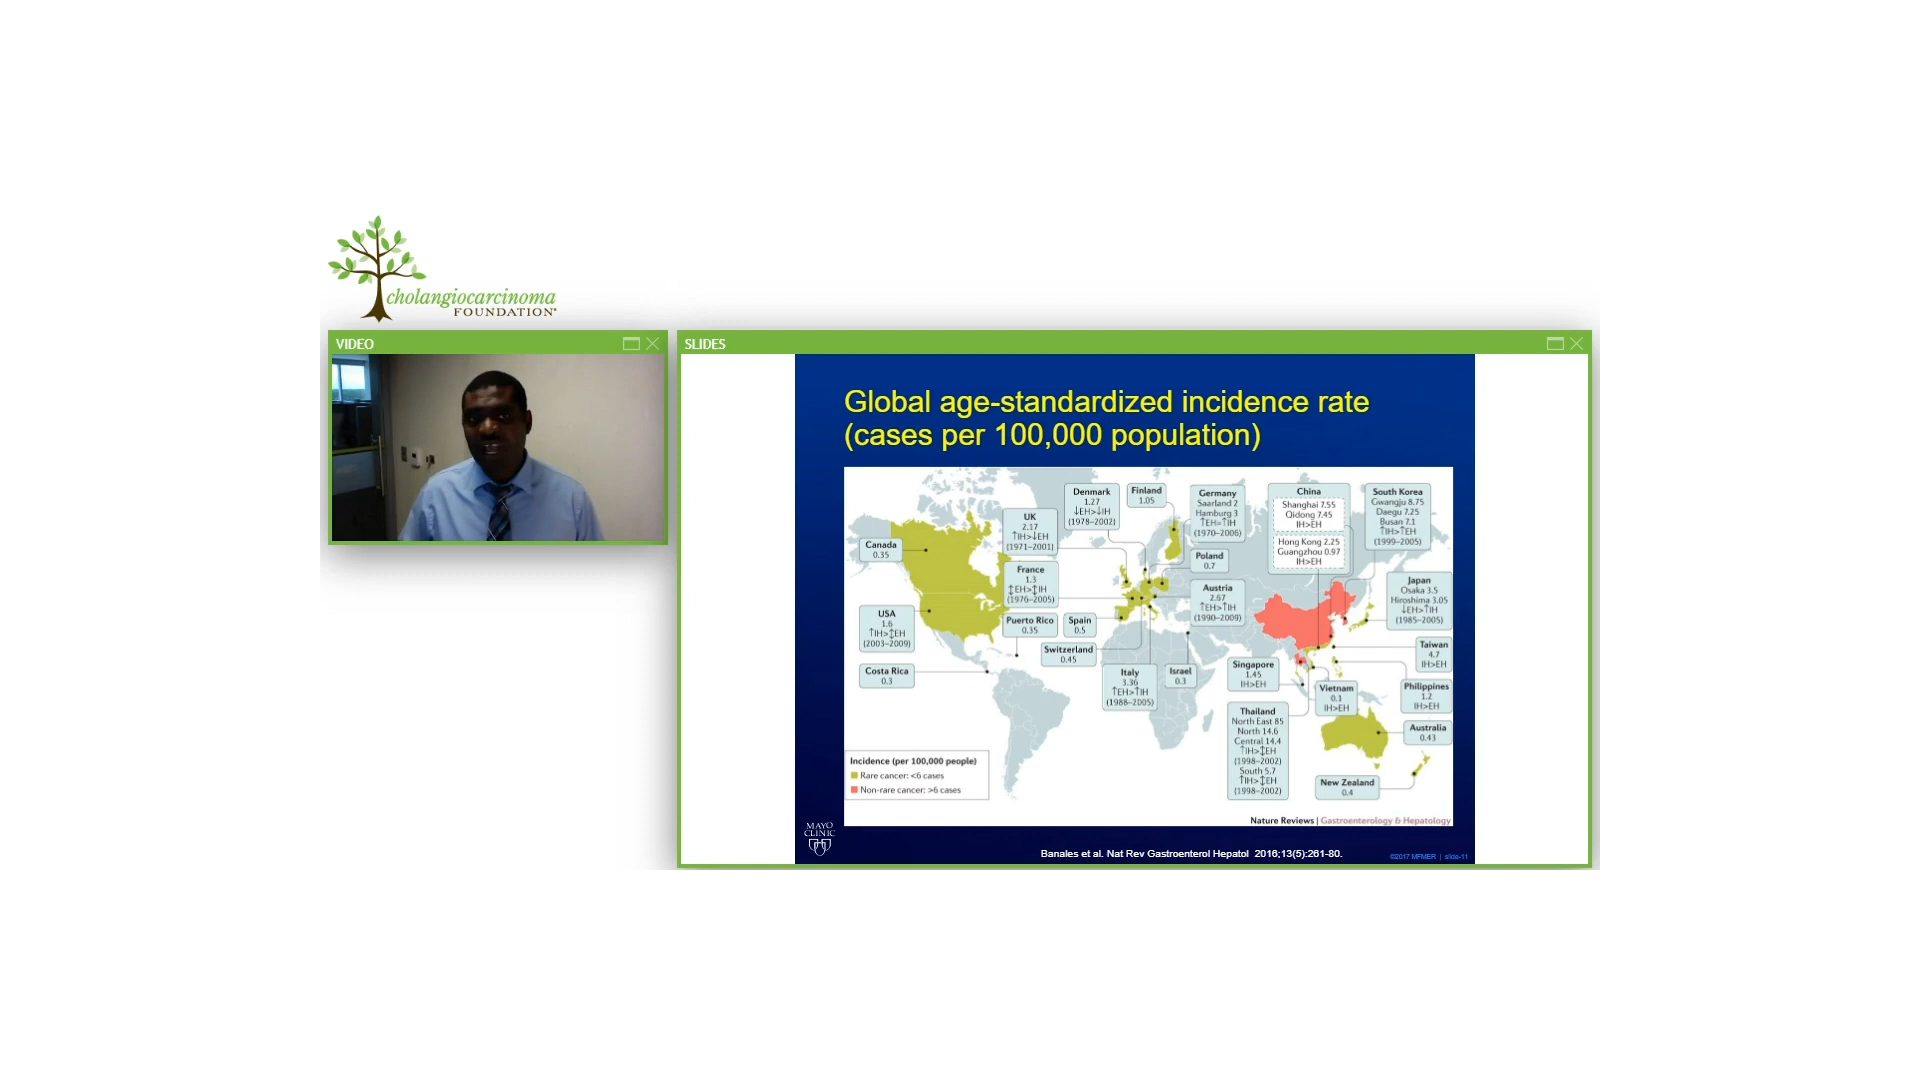 cholangiocarcinoma
FOUNDATION®
VIDEO
SLIDES
Global age-standardized incidence rate
(cases per 100,000 population)
Canada
0.35
USA
1.6
↑IH>↕EH
(2003–2009)
Costa Rica
0.3
UK
2.17
↑IH>↓EH
(1971–2001)
France
1.3
↕EH>↕IH
(1976–2005)
Puerto Rico
0.35
Denmark
1.27
↓EH>↓IH
(1978–2002)
Finland
1.05
Germany
Saarland 2
Hamburg 3
↑EH=↑IH
(1970–2006)
Poland
0.7
Austria
2.67
↑EH>↑IH
(1990–2009)
Spain
0.5
Switzerland
0.45
Italy
3.36
↑EH>↑IH
(1988–2005)
Israel
0.3
China
Shanghai 7.55
Qidong 7.45
IH>EH
Hong Kong 2.25
Guangzhou 0.97
IH>EH
South Korea
Gwangju 8.75
Daegu 7.25
Busan 7.1
↑IH>↑EH
(1999–2005)
Japan
Osaka 3.5
Hiroshima 3.05
↓EH>↑IH
(1985–2005)
Taiwan
4.7
IH>EH
Singapore
1.45
IH>EH
Vietnam
0.1
IH>EH
Philippines
1.2
IH>EH
Thailand
North East 85
North 14.6
Central 14.4
↑IH>↕EH
(1998–2002)
South 5.7
↑IH>↕EH
(1998–2002)
Australia
0.43
New Zealand
0.4
Incidence (per 100,000 people)
Rare cancer: <6 cases
Non-rare cancer: >6 cases
Nature Reviews | Gastroenterology & Hepatology
MAYO
CLINIC
Banales et al. Nat Rev Gastroenterol Hepatol 2016;13(5):261-80.
©2017 MFMER | slide-11